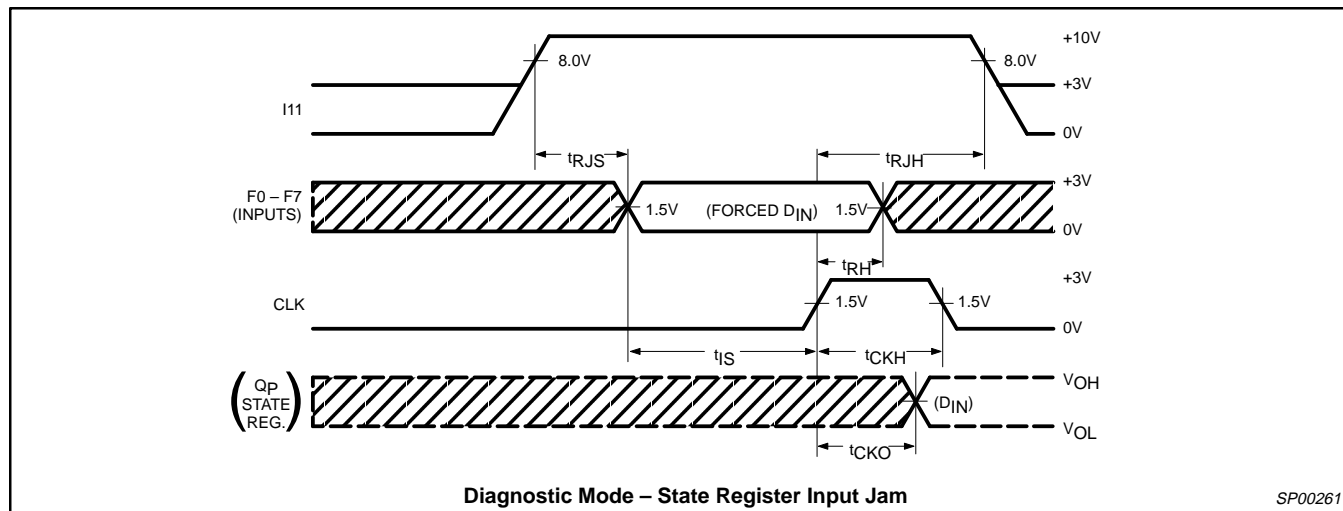 +10V
8.0V
8.0V
+3V
I11
0V
tRJS
tRJH
F0 – F7
(INPUTS)
+3V
1.5V
(FORCED DIN)
1.5V
0V
tRH
+3V
CLK
1.5V
1.5V
0V
tIS
tCKH
(QP
STATE
REG.)
VOH
(DIN)
VOL
tCKO
Diagnostic Mode – State Register Input Jam
SP00261